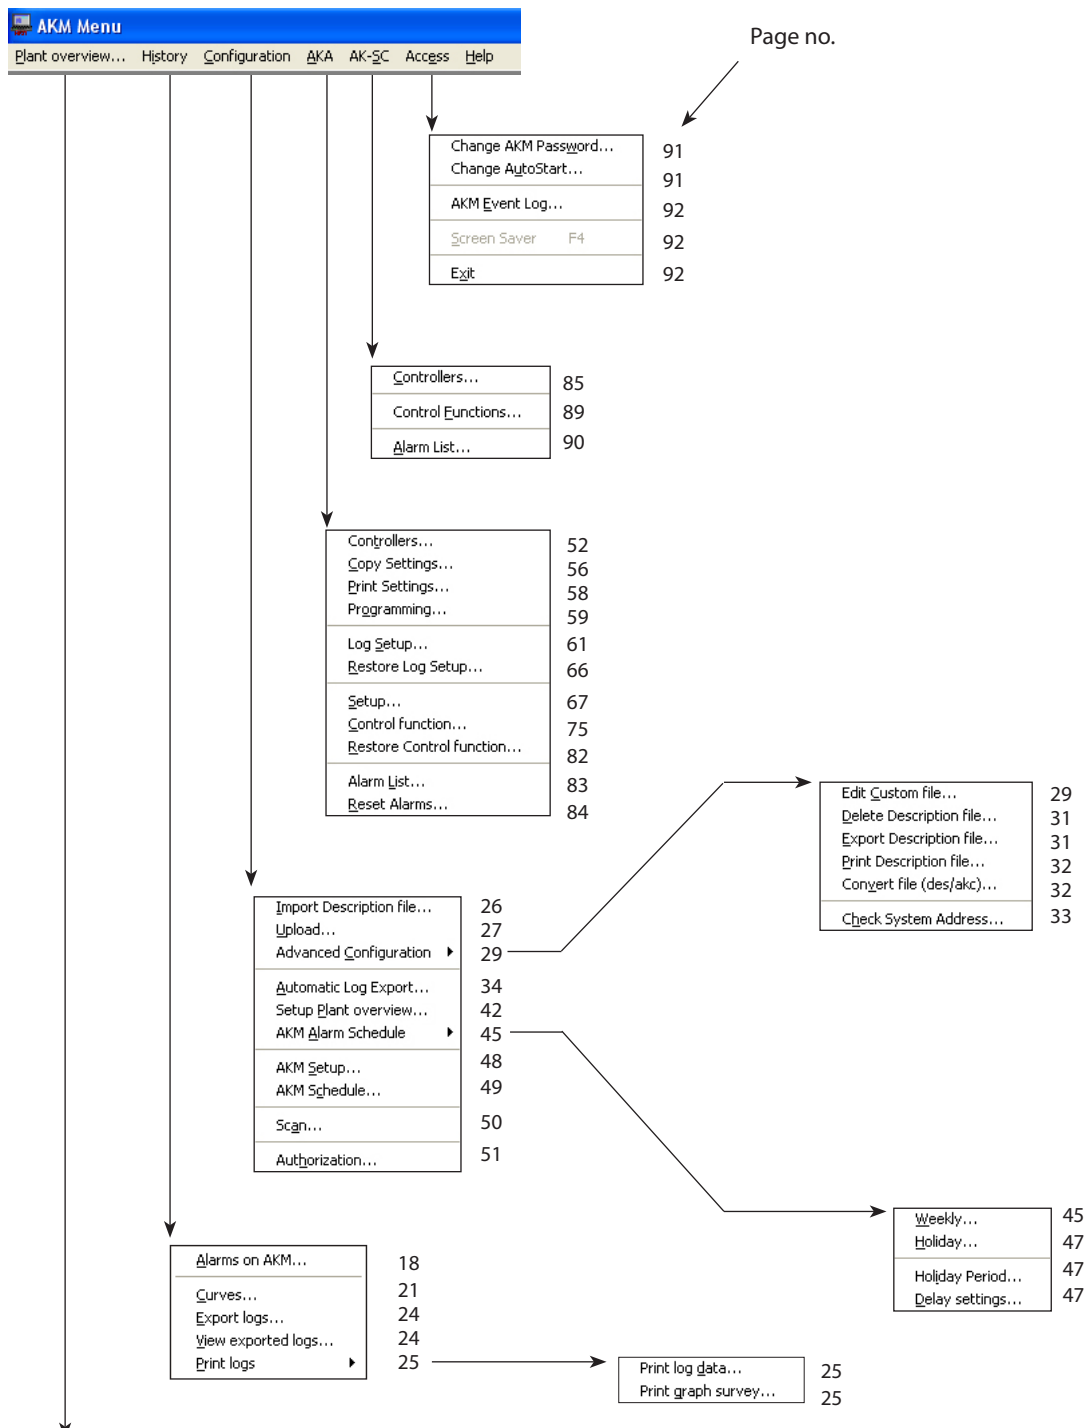 AKM Menu
Plant overview... History Configuration AKA AK-SC Access Help
Page no.
Change AKM Password... 91
Change AutoStart... 91
AKM Event Log... 92
Screen Saver F4 92
Exit 92
Controllers... 85
Control Functions... 89
Alarm List... 90
Controllers... 52
Copy Settings... 56
Print Settings... 58
Programming... 59
Log Setup... 61
Restore Log Setup... 66
Setup... 67
Control function... 75
Restore Control function... 82
Alarm List... 83
Reset Alarms... 84
Edit Custom file... 29
Delete Description file... 31
Export Description file... 31
Print Description file... 32
Convert file (des/akc)... 32
Check System Address... 33
Import Description file... 26
Upload... 27
Advanced Configuration 29
Automatic Log Export... 34
Setup Plant overview... 42
AKM Alarm Schedule 45
AKM Setup... 48
AKM Schedule... 49
Scan... 50
Authorization... 51
Weekly... 45
Holiday... 47
Holiday Period... 47
Delay settings... 47
Alarms on AKM... 18
Curves... 21
Export logs... 24
View exported logs... 24
Print logs 25
Print log data... 25
Print graph survey... 25